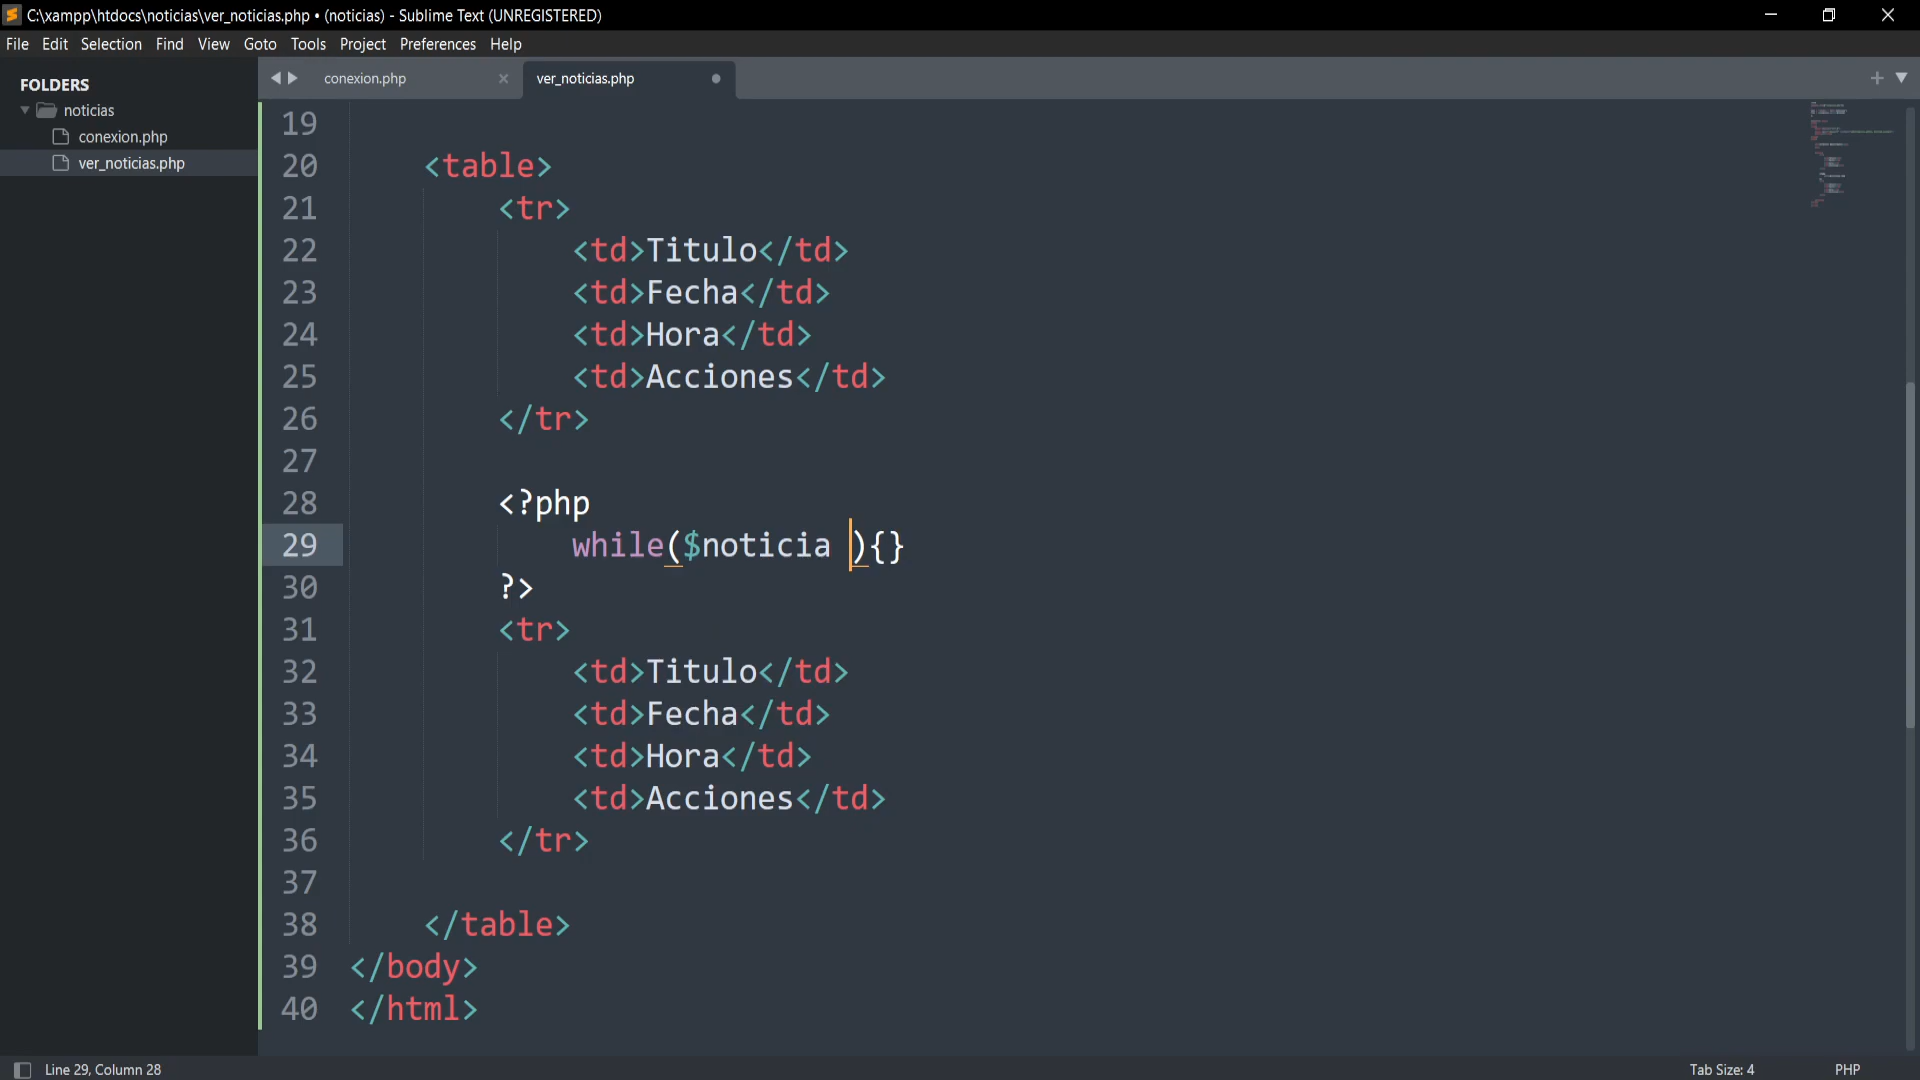 C:\xampp\htdocs\noticias\ver_noticias.php • (noticias) - Sublime Text (UNREGISTERED)
File Edit Selection Find View Goto Tools Project Preferences Help
FOLDERS
noticias
conexion.php
ver_noticias.php
conexion.php
ver_noticias.php
19
20 <table>
21 <tr>
22 <td>Titulo</td>
23 <td>Fecha</td>
24 <td>Hora</td>
25 <td>Acciones</td>
26 </tr>
27
28 <?php
29 while($noticia ){}
30 ?>
31 <tr>
32 <td>Titulo</td>
33 <td>Fecha</td>
34 <td>Hora</td>
35 <td>Acciones</td>
36 </tr>
37
38 </table>
39 </body>
40 </html>
Line 29, Column 28
Tab Size: 4
PHP